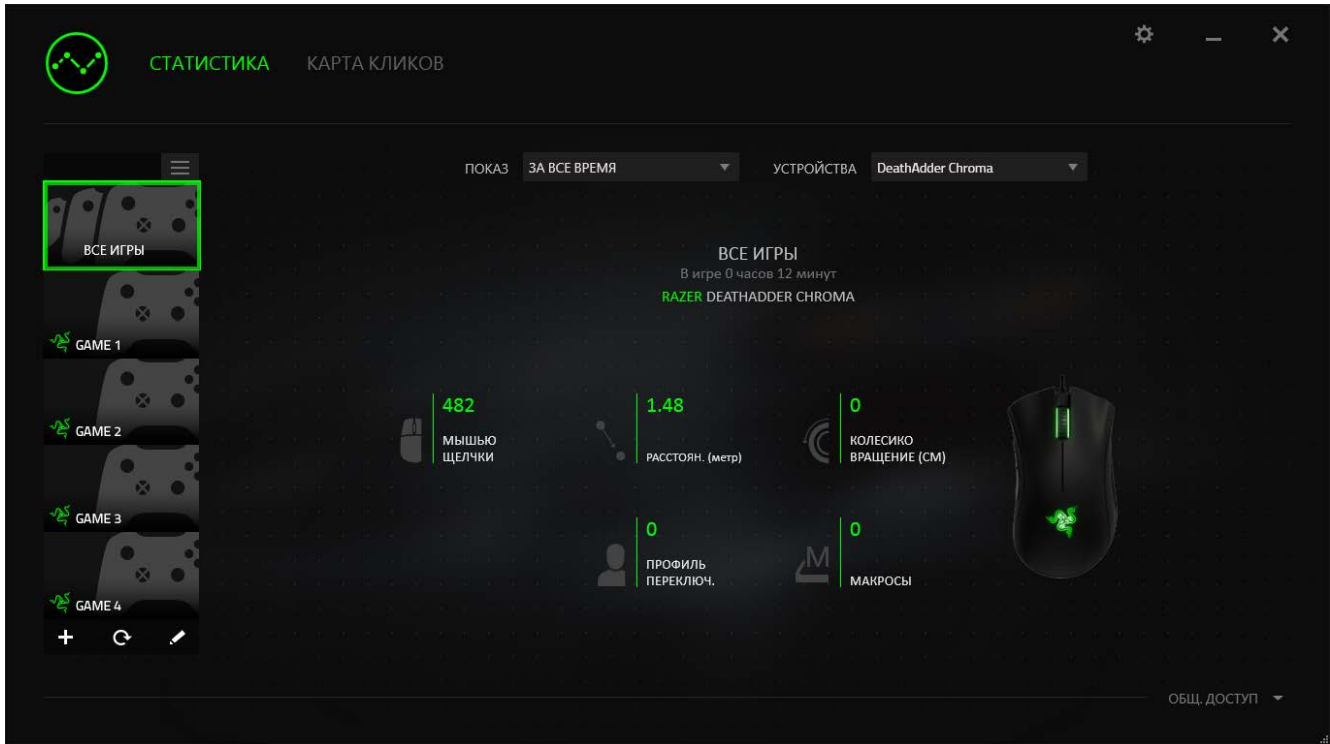 СТАТИСТИКА КАРТА КЛИКОВ
ПОКАЗ ЗА ВСЕ ВРЕМЯ УСТРОЙСТВА DeathAdder Chroma
ВСЕ ИГРЫ
GAME 1
GAME 2
GAME 3
GAME 4
ВСЕ ИГРЫ
В игре 0 часов 12 минут
RAZER DEATHADDER CHROMA
482
МЫШЬЮ
ЩЕЛЧКИ
1.48
РАССТОЯН. (метр)
0
КОЛЕСИКО
ВРАЩЕНИЕ (СМ)
0
ПРОФИЛЬ
ПЕРЕКЛЮЧ.
0
МАКРОСЫ
ОБЩ. ДОСТУП